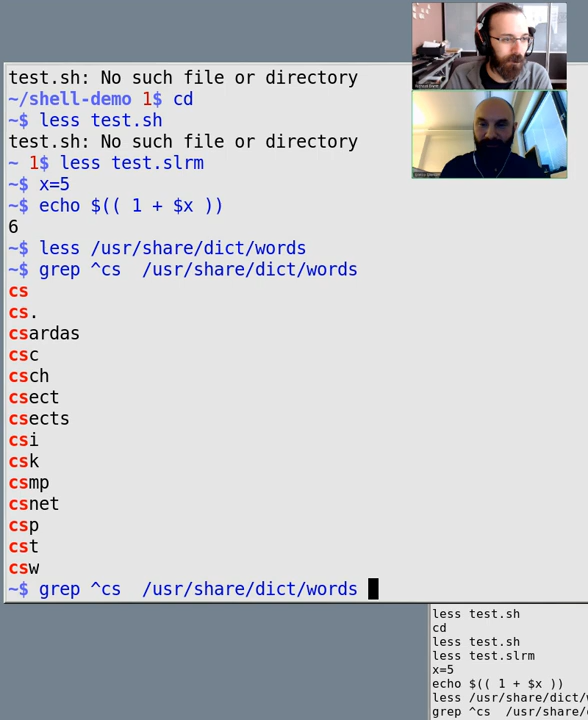 test.sh: No such file or directory
~/shell-demo 1$ cd
~$ less test.sh
test.sh: No such file or directory
~ 1$ less test.slrm
~$ x=5
~$ echo $(( 1 + $x ))
6
~$ less /usr/share/dict/words
~$ grep ^cs  /usr/share/dict/words
cs
cs.
csardas
csc
csch
csect
csects
csi
csk
csmp
csnet
csp
cst
csw
~$ grep ^cs  /usr/share/dict/words
less test.sh
cd
less test.sh
less test.slrm
x=5
echo $(( 1 + $x ))
less /usr/share/dict/w
grep ^cs  /usr/share/